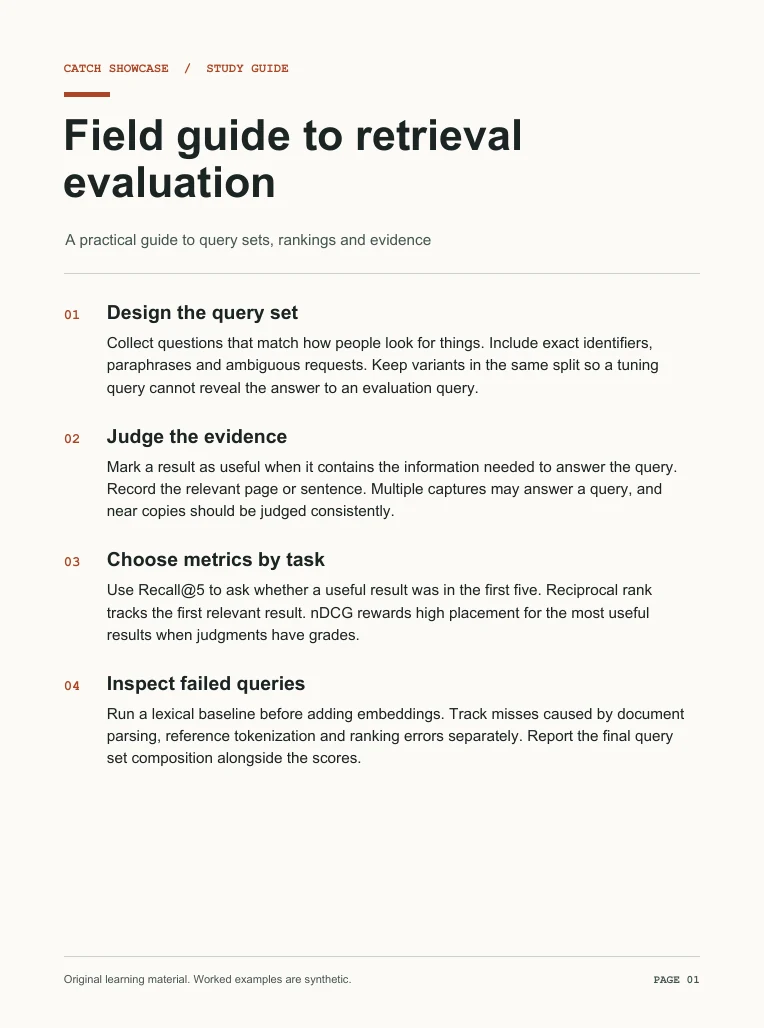 CATCH SHOWCASE / STUDY GUIDE
Field guide to retrieval
evaluation
A practical guide to query sets, rankings and evidence
01 Design the query set
Collect questions that match how people look for things. Include exact identifiers,
paraphrases and ambiguous requests. Keep variants in the same split so a tuning
query cannot reveal the answer to an evaluation query.
02 Judge the evidence
Mark a result as useful when it contains the information needed to answer the query.
Record the relevant page or sentence. Multiple captures may answer a query, and
near copies should be judged consistently.
03 Choose metrics by task
Use Recall@5 to ask whether a useful result was in the first five. Reciprocal rank
tracks the first relevant result. nDCG rewards high placement for the most useful
results when judgments have grades.
04 Inspect failed queries
Run a lexical baseline before adding embeddings. Track misses caused by document
parsing, reference tokenization and ranking errors separately. Report the final query
set composition alongside the scores.
Original learning material. Worked examples are synthetic. PAGE 01